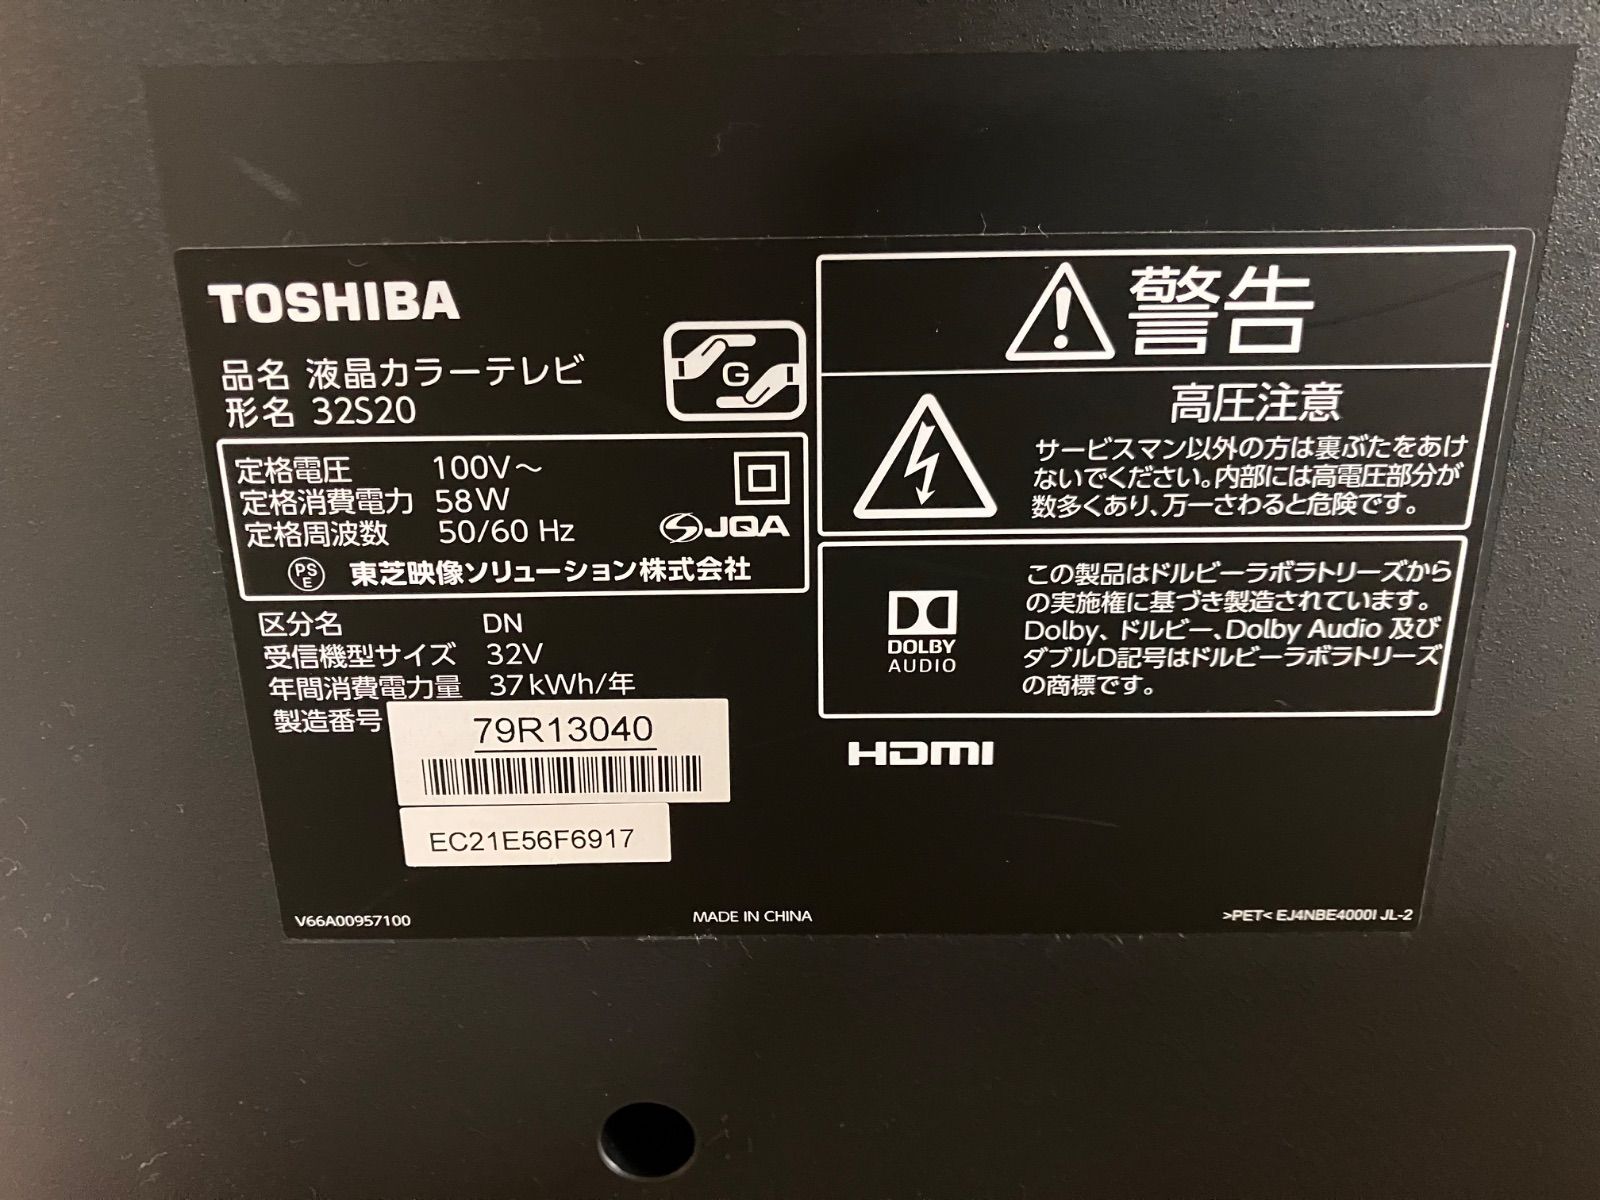 TOSHIBA
品名 液晶カラーテレビ
形名 32S20
G
定格電圧 100V～
定格消費電力 58W
定格周波数 50/60 Hz
JQA
PS
E
東芝映像ソリューション株式会社
区分名 DN
受信機型サイズ 32V
年間消費電力量 37kWh/年
製造番号
79R13040
EC21E56F6917
V66A00957100
MADE IN CHINA
警告
高圧注意
サービスマン以外の方は裏ぶたをあけ
ないでください。内部には高電圧部分が
数多くあり、万一さわると危険です。
DOLBY
AUDIO
この製品はドルビーラボラトリーズから
の実施権に基づき製造されています。
Dolby、ドルビー、Dolby Audio 及び
ダブルD記号はドルビーラボラトリーズ
の商標です。
HDMI
>PET< EJ4NBE4000I JL-2